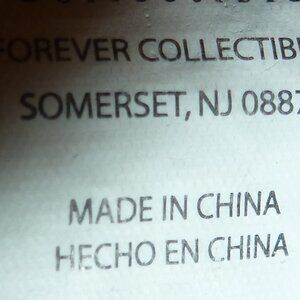 FOREVER COLLECTIB
SOMERSET, NJ 0887
MADE IN CHINA
HECHO EN CHINA